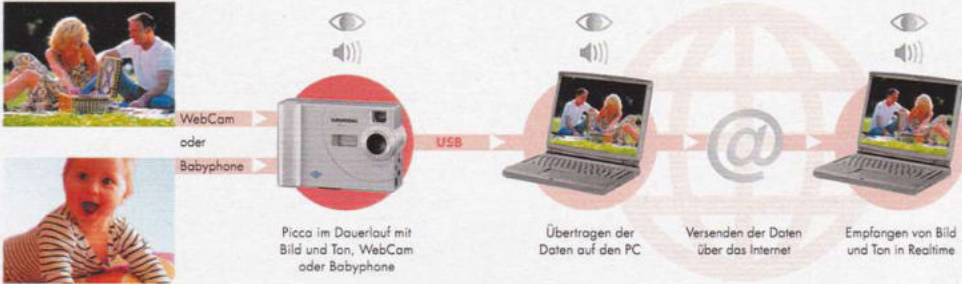 WebCam
oder
Babyphone
GRUNDIG
USB
@
Picca im Dauerlauf mit
Bild und Ton, WebCam
oder Babyphone
Übertragen der
Daten auf den PC
Versenden der Daten
über das Internet
Empfangen von Bild
und Ton in Realtime